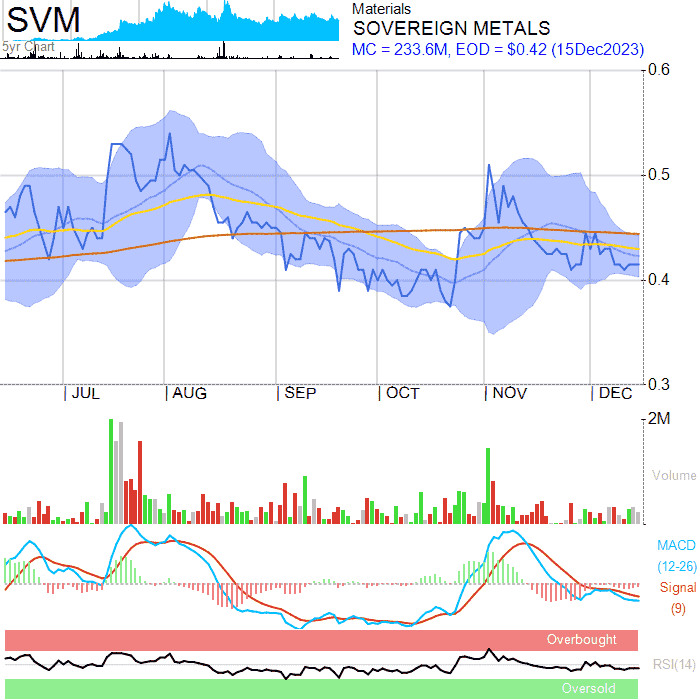 SVM
5yr Chart
Materials
SOVEREIGN METALS
MC = 233.6M, EOD = $0.42 (15Dec2023)
0.6
0.5
0.4
0.3
JUL AUG SEP OCT NOV DEC
2M
Volume
MACD
(12-26)
Signal
(9)
Overbought
RSI(14)
Oversold